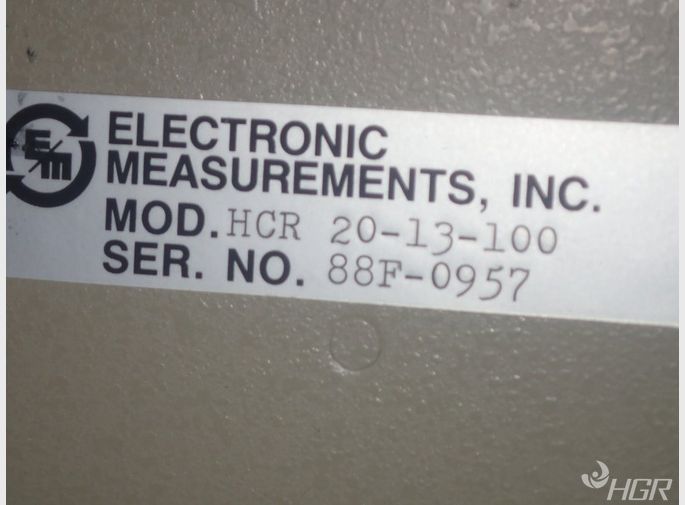 E/M
ELECTRONIC
MEASUREMENTS, INC.
MOD. HCR 20-13-100
SER. NO. 88F-0957
HGR